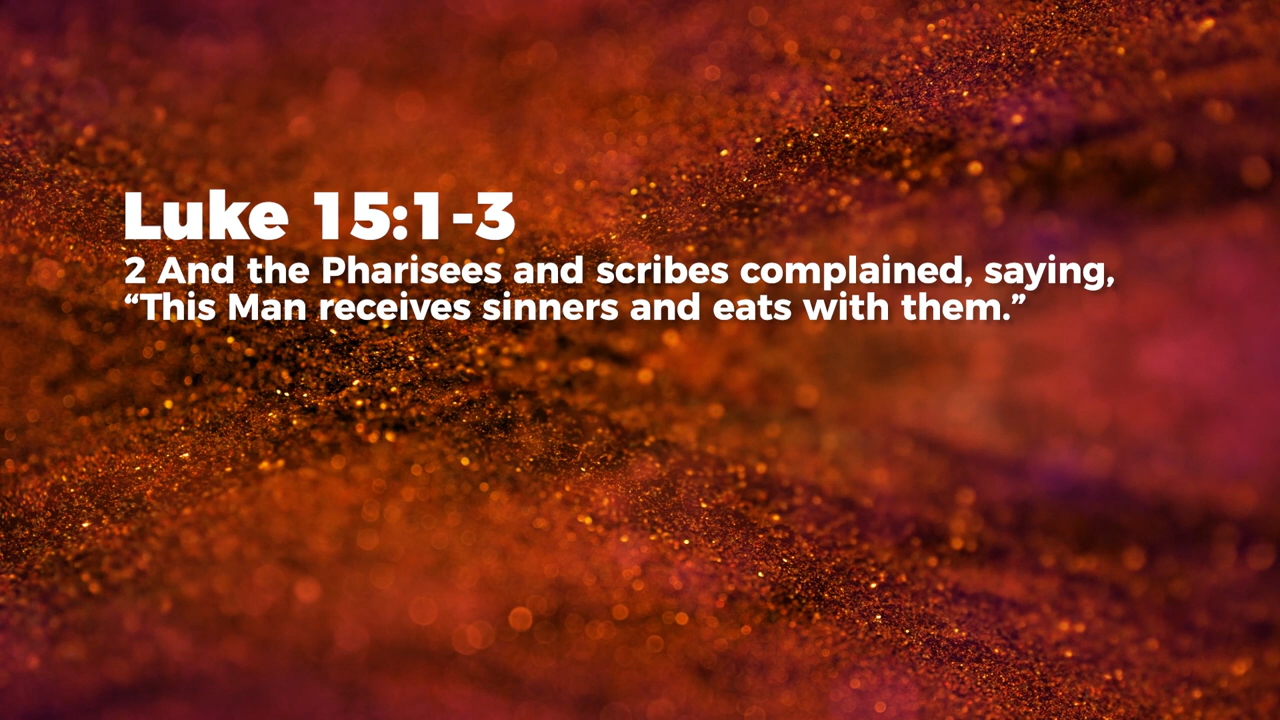 Luke 15:1-3
2 And the Pharisees and scribes complained, saying,
“This Man receives sinners and eats with them.”